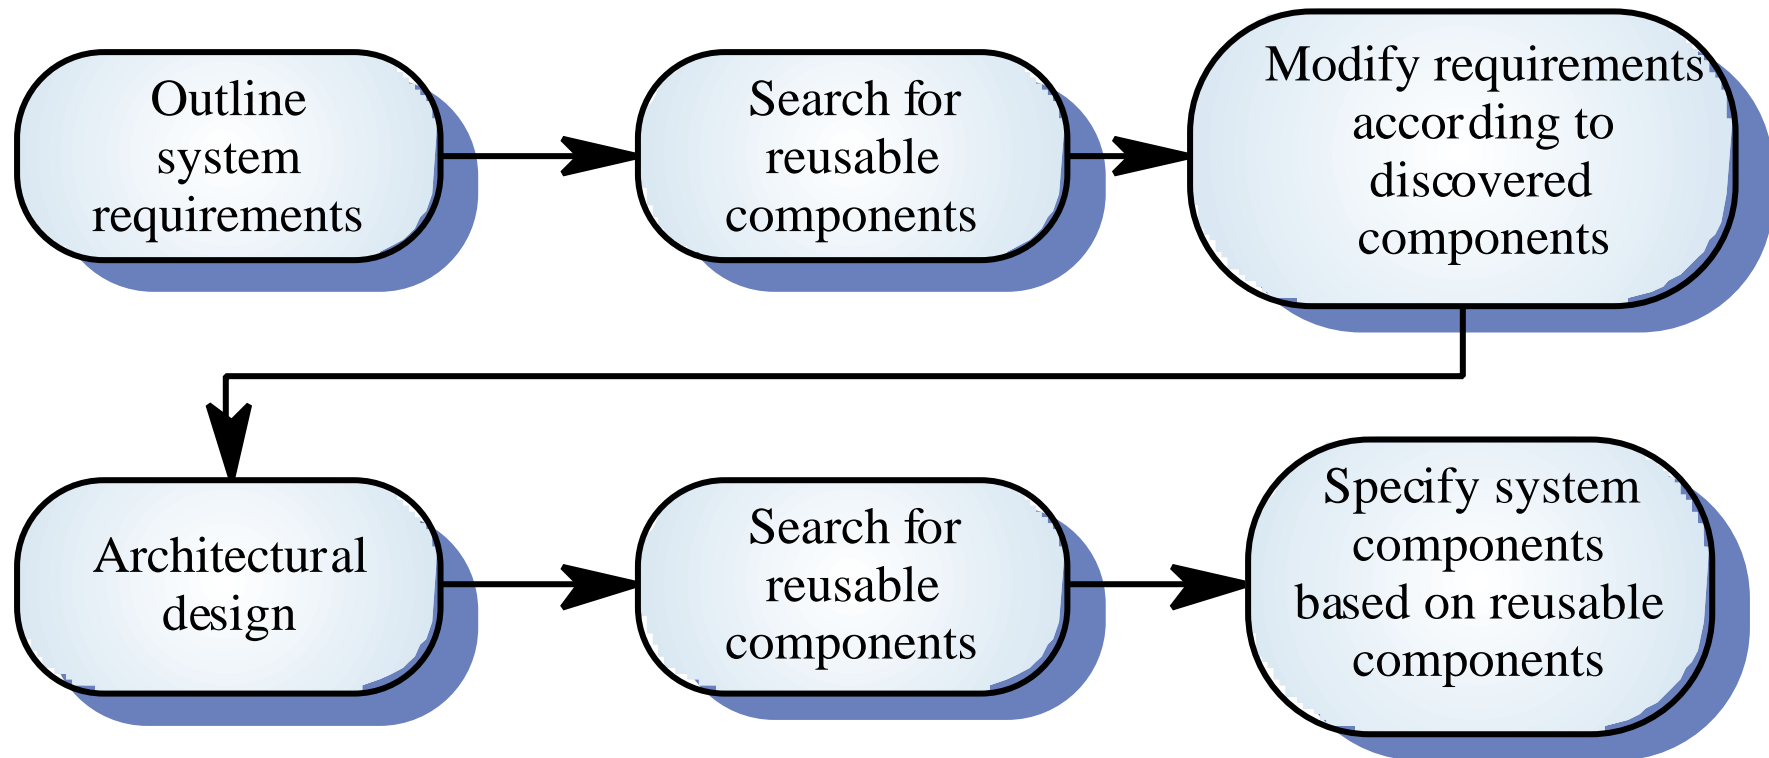 Outline
system
requirements
Search for
reusable
components
Modify requirements
according to
discovered
components
Architectural
design
Search for
reusable
components
Specify system
components
based on reusable
components